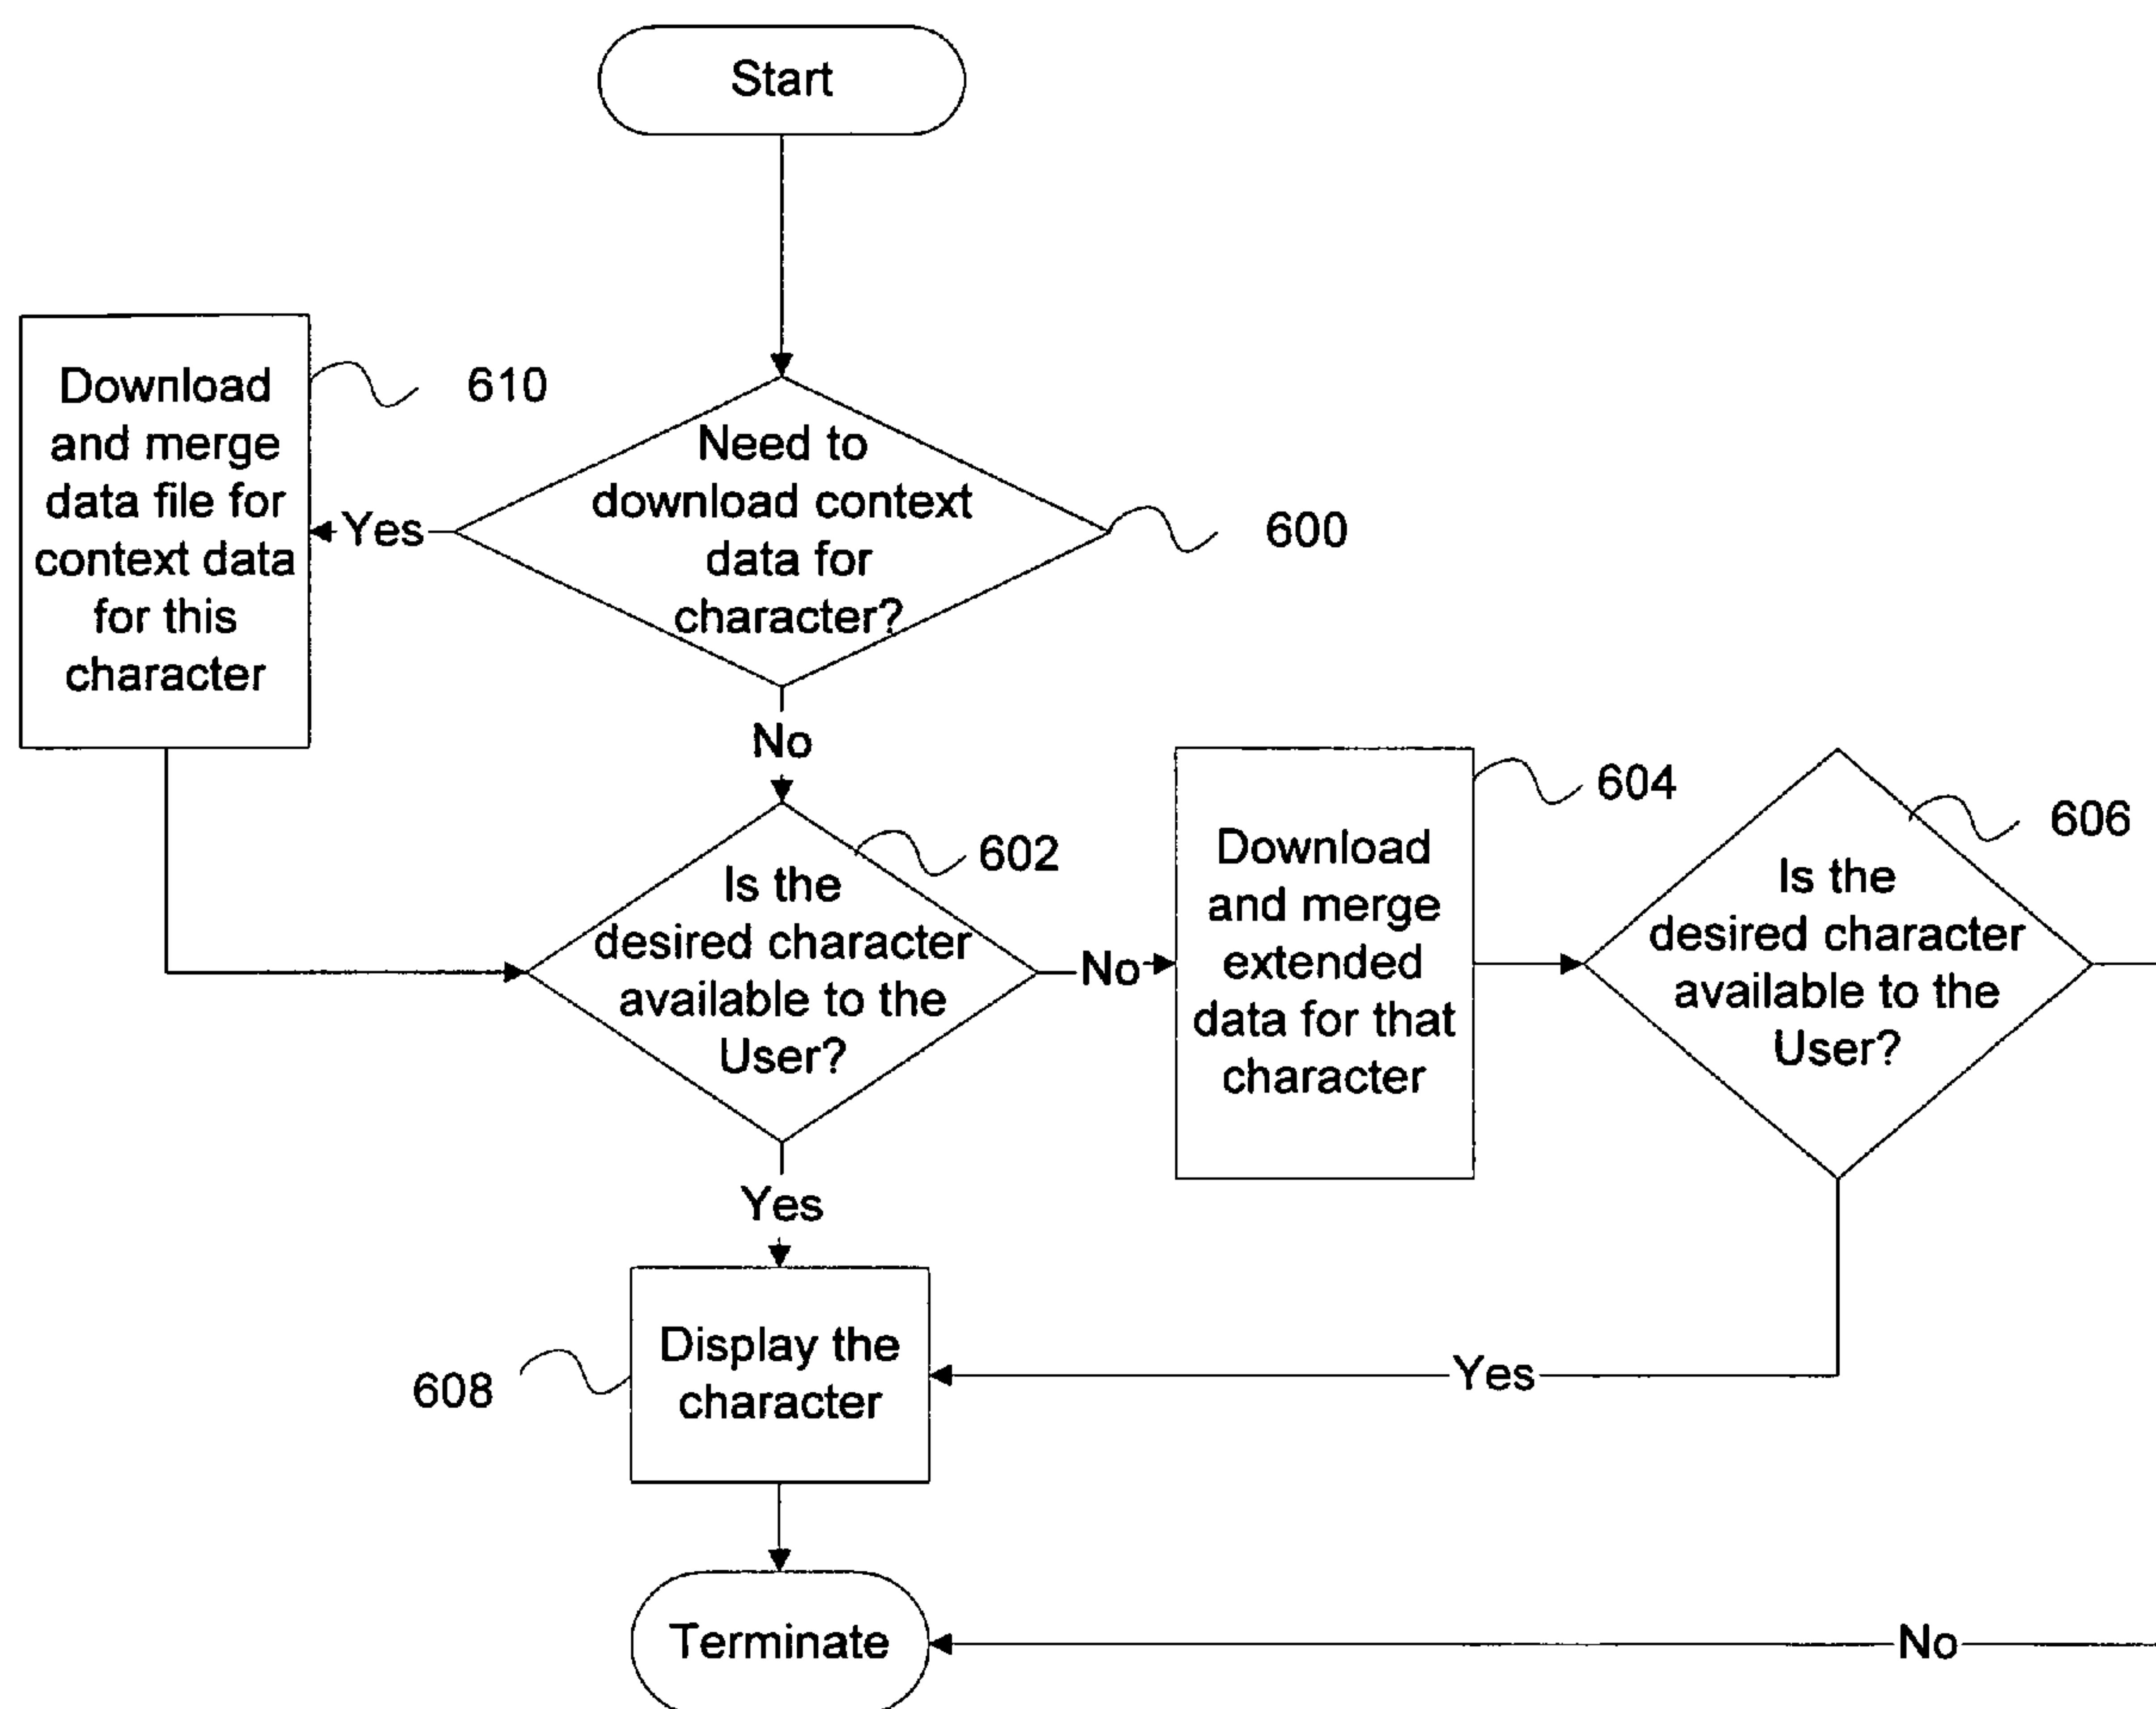 Start
Download
and merge
data file for
context data
for this
character
610
Yes
Need to
download context
data for
character?
600
No
Is the
desired character
available to the
User?
602
No
Download
and merge
extended
data for that
character
604
Is the
desired character
available to the
User?
606
Yes
Display the
character
608
Yes
Terminate
No